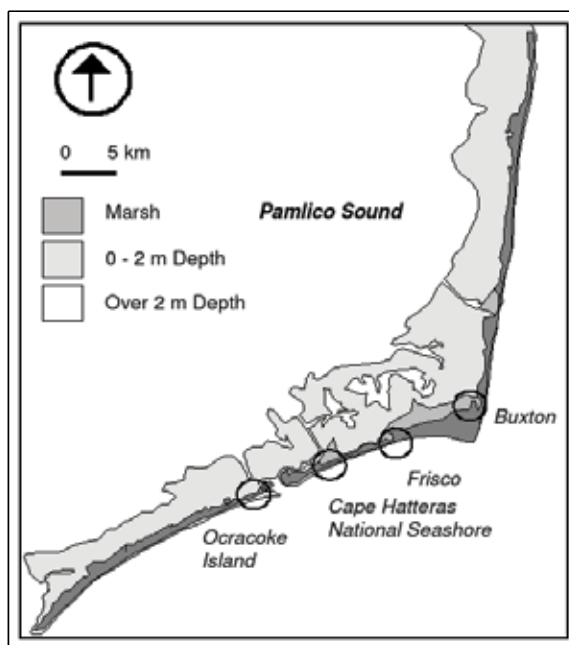 0 5 km
Pamlico Sound
Marsh
0 - 2 m Depth
Over 2 m Depth
Buxton
Frisco
Cape Hatteras
National Seashore
Ocracoke
Island